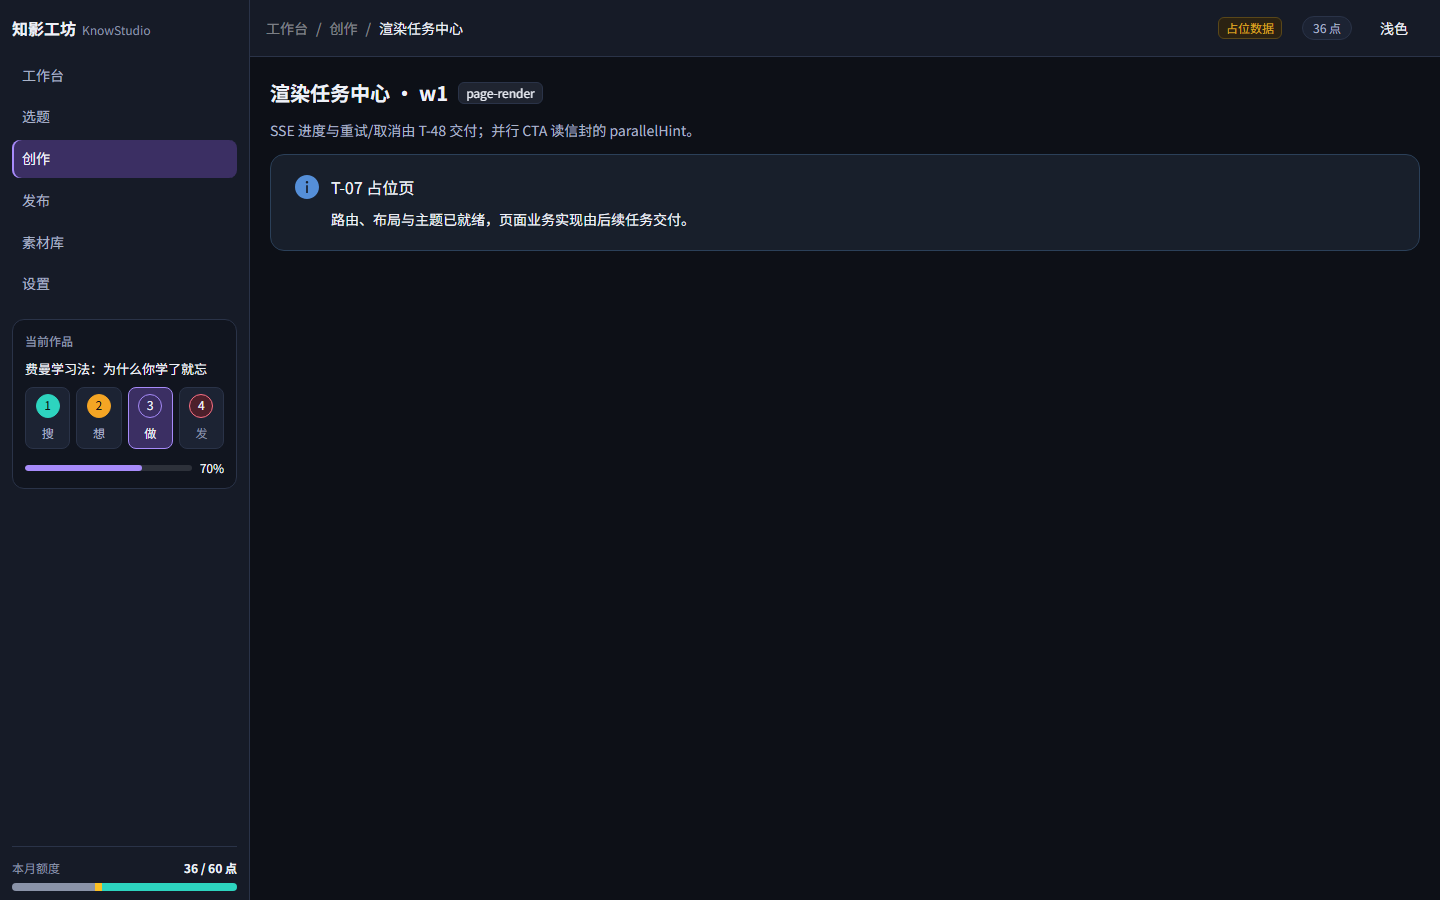 知影工坊 KnowStudio
工作台
选题
创作
发布
素材库
设置
当前作品
费曼学习法：为什么你学了就忘
1 2 3 4
搜 想 做 发
70%
本月额度 36 / 60 点
工作台 / 创作 / 渲染任务中心
占位数据 36 点 浅色
渲染任务中心 · w1 page-render
SSE 进度与重试/取消由 T-48 交付；并行 CTA 读信封的 parallelHint。
i T-07 占位页
路由、布局与主题已就绪，页面业务实现由后续任务交付。